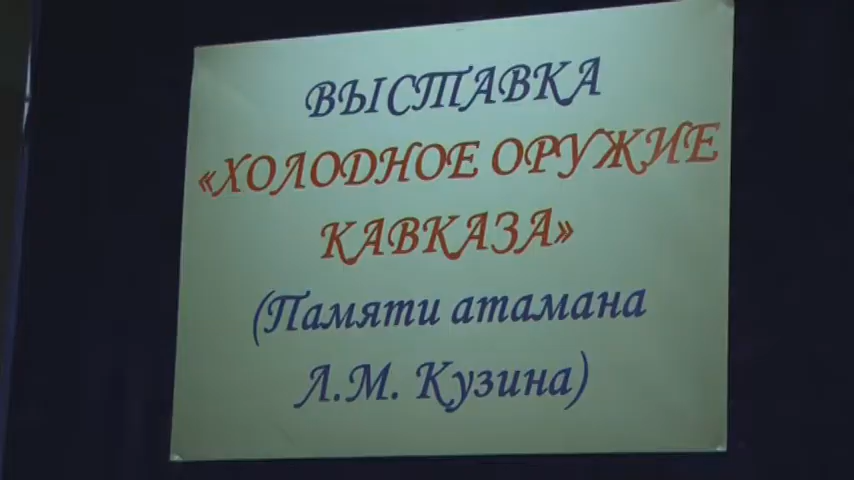 ВЫСТАВКА
«ХОЛОДНОЕ ОРУЖИЕ
КАВКАЗА»
(Памяти атамана
Л.М. Кузина)